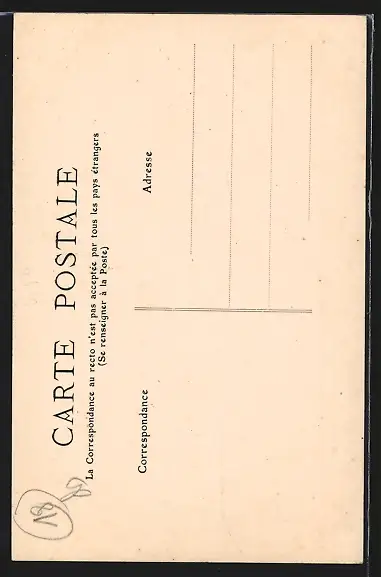 CARTE POSTALE
La Correspondance au recto n'est pas acceptée par tous les pays étrangers
(Se renseigner à la Poste)
Correspondance
Adresse